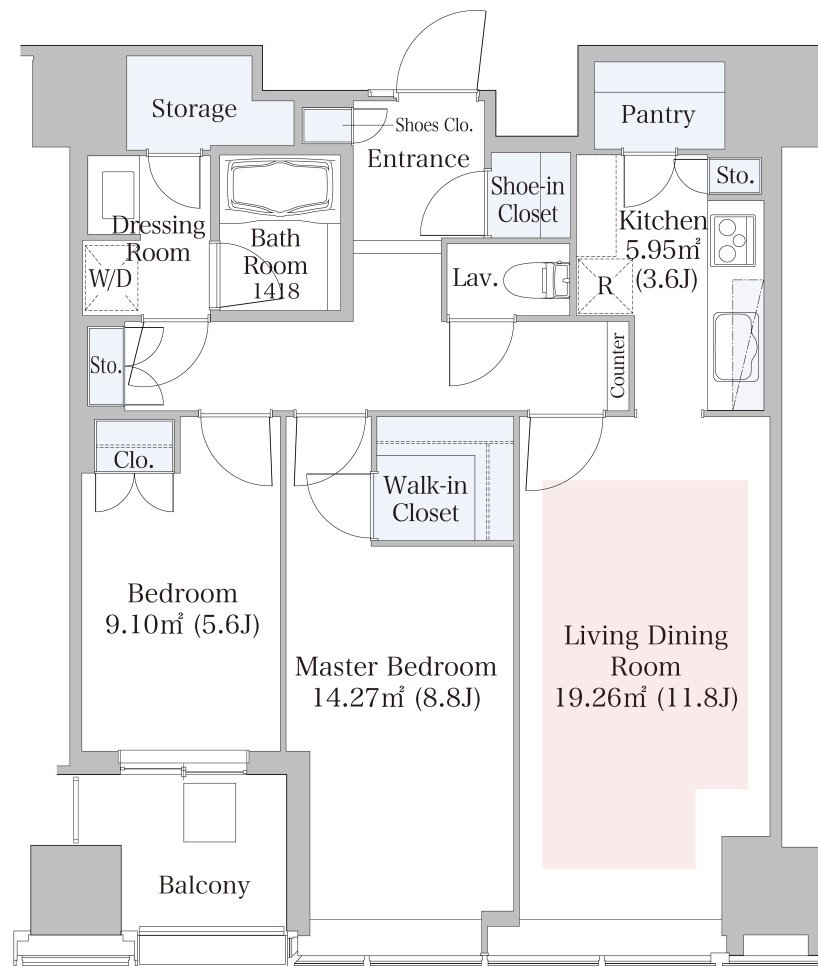 Storage
Shoes Clo.
Entrance
Pantry
Shoe-in
Closet
Sto.
Dressing
Room
Bath
Room
1418
Kitchen
5.95㎡
(3.6J)
W/D
Lav.
R
Sto.
Counter
Clo.
Walk-in
Closet
Bedroom
9.10㎡ (5.6J)
Master Bedroom
14.27㎡ (8.8J)
Living Dining
Room
19.26㎡ (11.8J)
Balcony